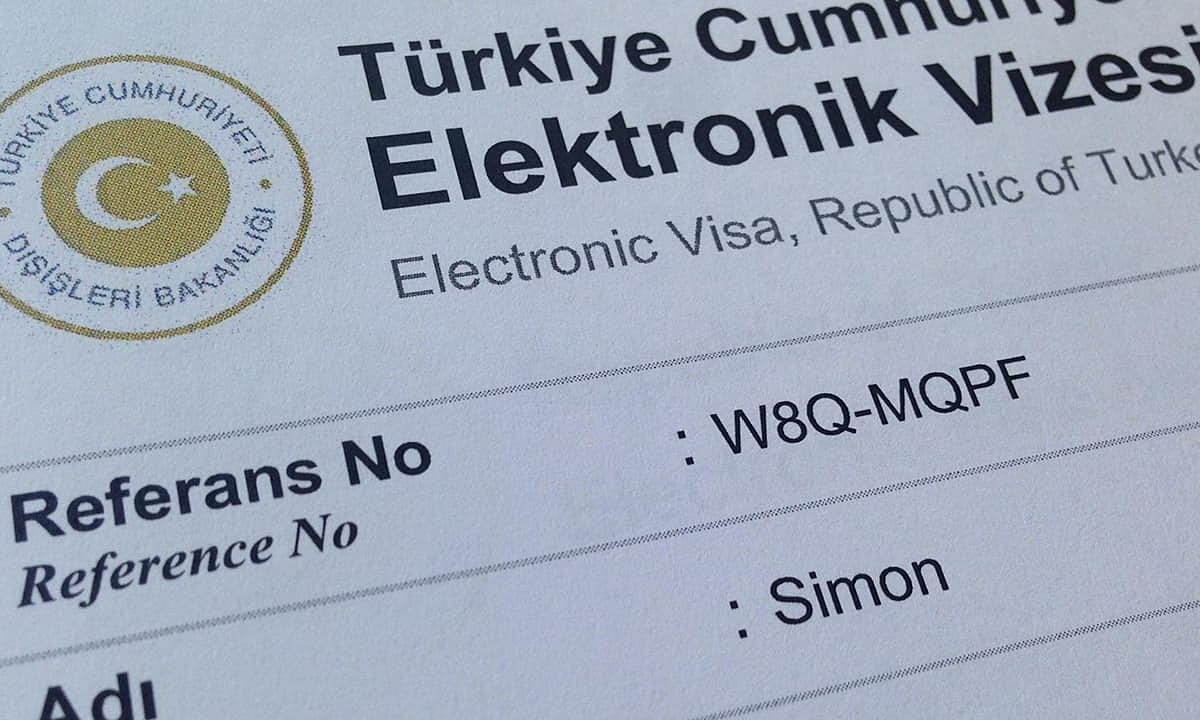 TÜRKİYE CUMHURİYETİ
DIŞİŞLERİ BAKANLIĞI
Türkiye
Elektronik Vizesi
Electronic Visa, Republic of
Referans No : W8Q-MQPF
Reference No
Adı : Simon